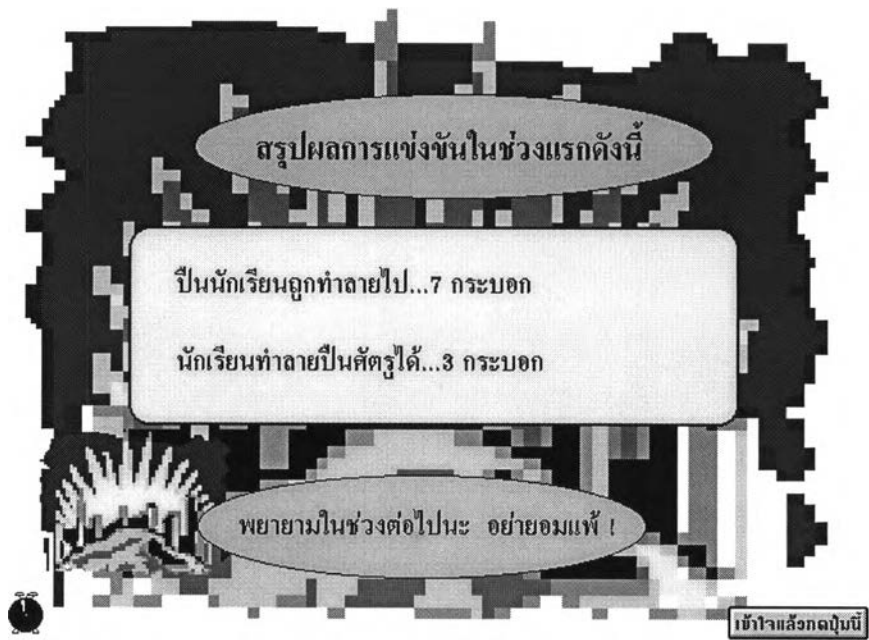 สรุปผลการแข่งขันในช่วงแรกดังนี้
ปืนนักเรียนถูกทำลายไป...7 กระบอก
นักเรียนทำลายปืนศัตรูได้...3 กระบอก
พยายามในช่วงต่อไปนะ อย่ายอมแพ้ !
เข้าใจแล้วกดปุ่มนี้